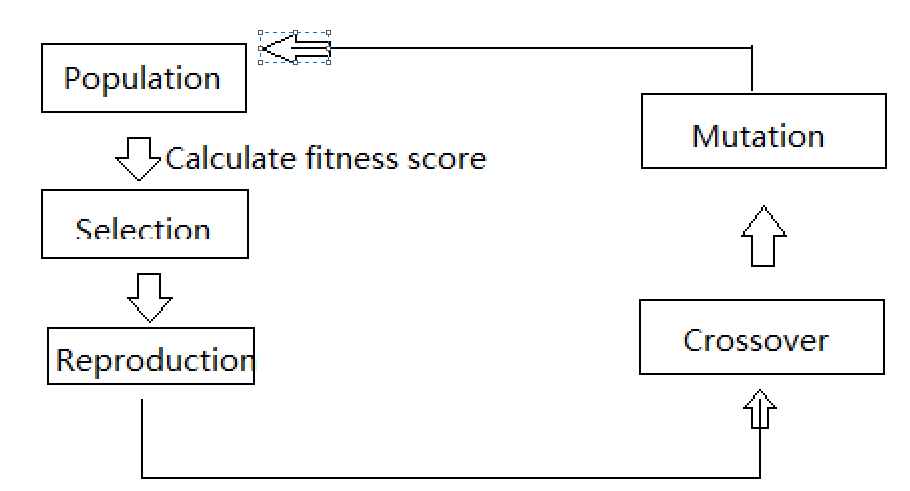 Population
Calculate fitness score
Selection
Reproduction
Mutation
Crossover